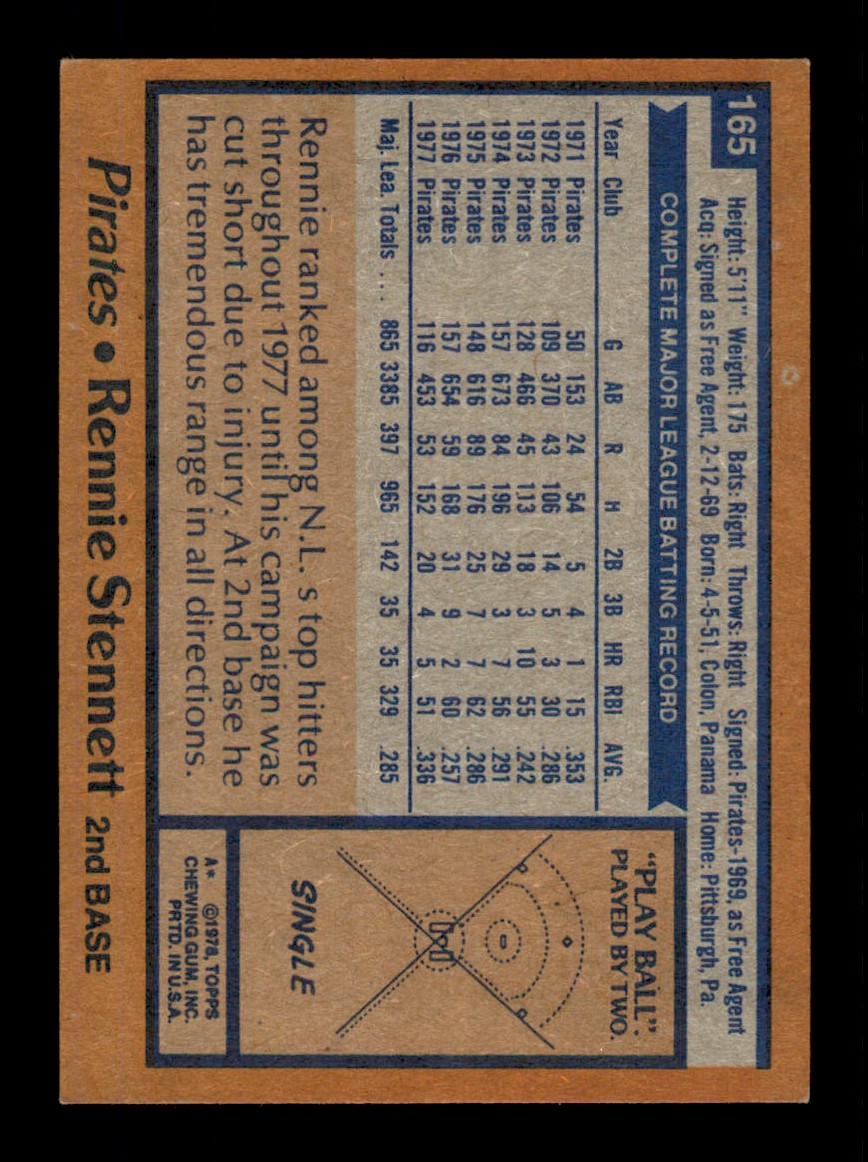 165
Height: 5'11" Weight: 175 Bats: Right Throws: Right Signed: Pirates-1969, as Free Agent
Acq: Signed as Free Agent, 2-12-69 Born: 4-5-51, Colon, Panama Home: Pittsburgh, Pa.
COMPLETE MAJOR LEAGUE BATTING RECORD
Year Club G AB R H 2B 3B HR RBI AVG.
1971 Pirates 50 153 24 54 5 4 1 15 .353
1972 Pirates 109 370 43 106 14 5 3 30 .286
1973 Pirates 128 466 45 113 18 3 10 55 .242
1974 Pirates 157 673 84 196 29 3 7 56 .291
1975 Pirates 148 616 89 176 25 7 7 62 .286
1976 Pirates 157 654 59 168 31 9 2 60 .257
1977 Pirates 116 453 53 152 20 4 5 51 .336
Maj. Lea. Totals ... 865 3385 397 965 142 35 35 329 .285
Rennie ranked among N.L. s top hitters
throughout 1977 until his campaign was
cut short due to injury. At 2nd base he
has tremendous range in all directions.
"PLAY BALL".
PLAYED BY TWO.
SINGLE
A* ©1978, TOPPS
CHEWING GUM, INC.
PRTD. IN U.S.A.
Pirates • Rennie Stennett 2nd BASE